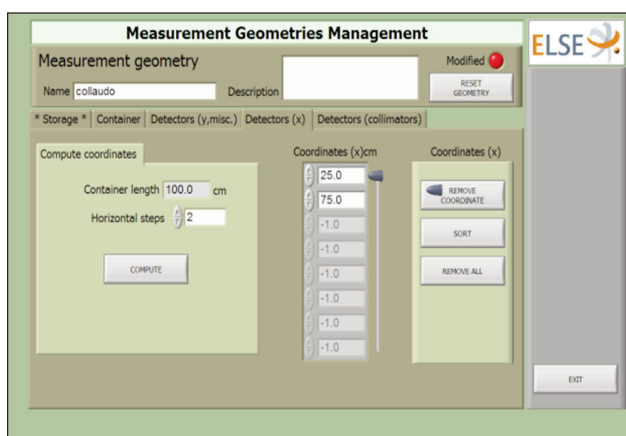 Measurement Geometries Management
ELSE
Measurement geometry
Modified
Name collaudo Description
RESET GEOMETRY
* Storage * Container Detectors (y,misc.) Detectors (x) Detectors (collimators)
Compute coordinates
Container length 100.0 cm
Horizontal steps 2
COMPUTE
Coordinates (x)cm
25.0
75.0
-1.0
-1.0
-1.0
-1.0
-1.0
-1.0
Coordinates (x)
REMOVE
COORDINATE
SORT
REMOVE ALL
EXIT